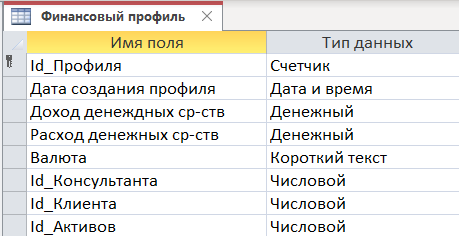 Финансовый профиль
Имя поля Тип данных
Id_Профиля Счетчик
Дата создания профиля Дата и время
Доход денеждных ср-ств Денежный
Расход денежных ср-ств Денежный
Валюта Короткий текст
Id_Консультанта Числовой
Id_Клиента Числовой
Id_Активов Числовой